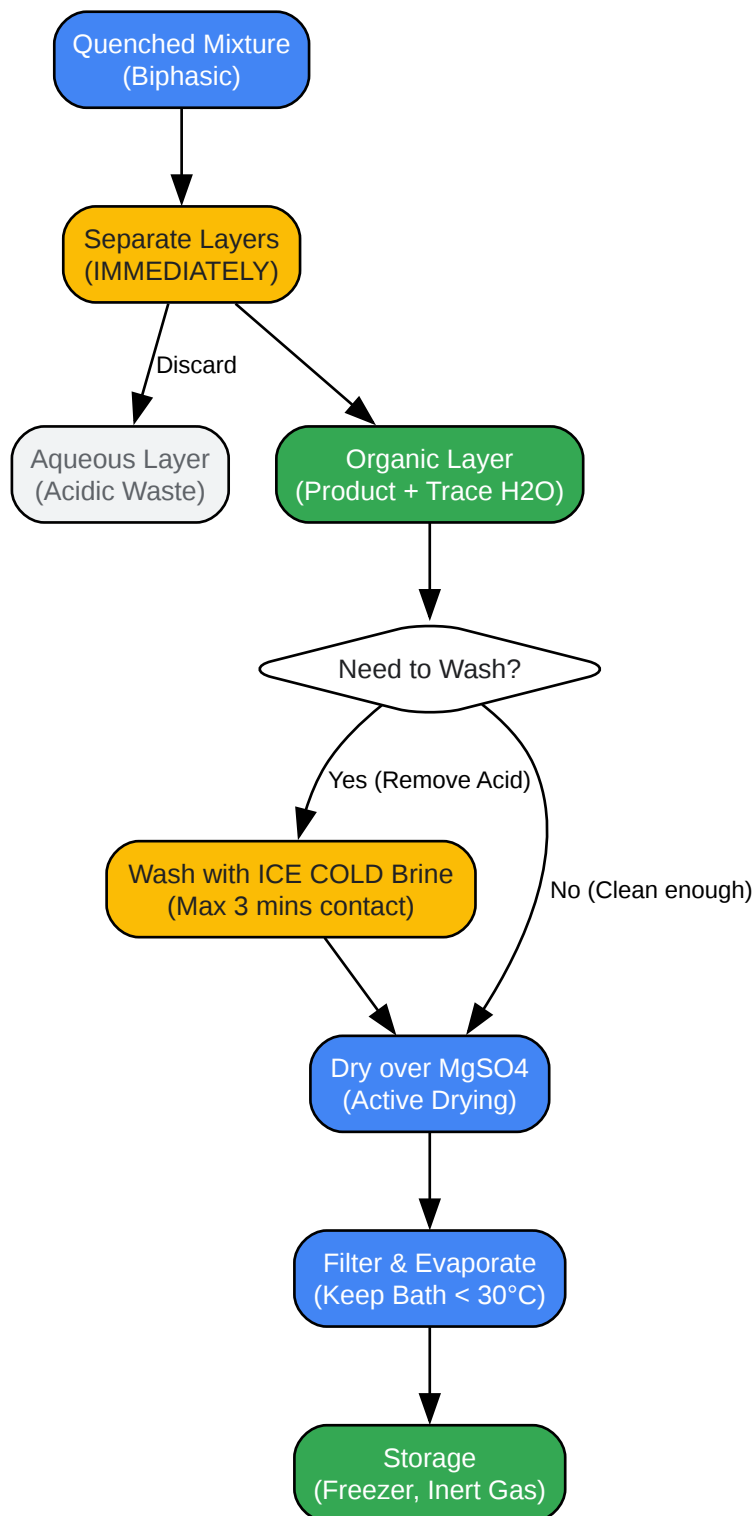 Quenched Mixture
(Biphasic)
Separate Layers
(IMMEDIATELY)
Discard
Aqueous Layer
(Acidic Waste)
Organic Layer
(Product + Trace H2O)
Need to Wash?
Yes (Remove Acid)
Wash with ICE COLD Brine
(Max 3 mins contact)
No (Clean enough)
Dry over MgSO4
(Active Drying)
Filter & Evaporate
(Keep Bath < 30°C)
Storage
(Freezer, Inert Gas)